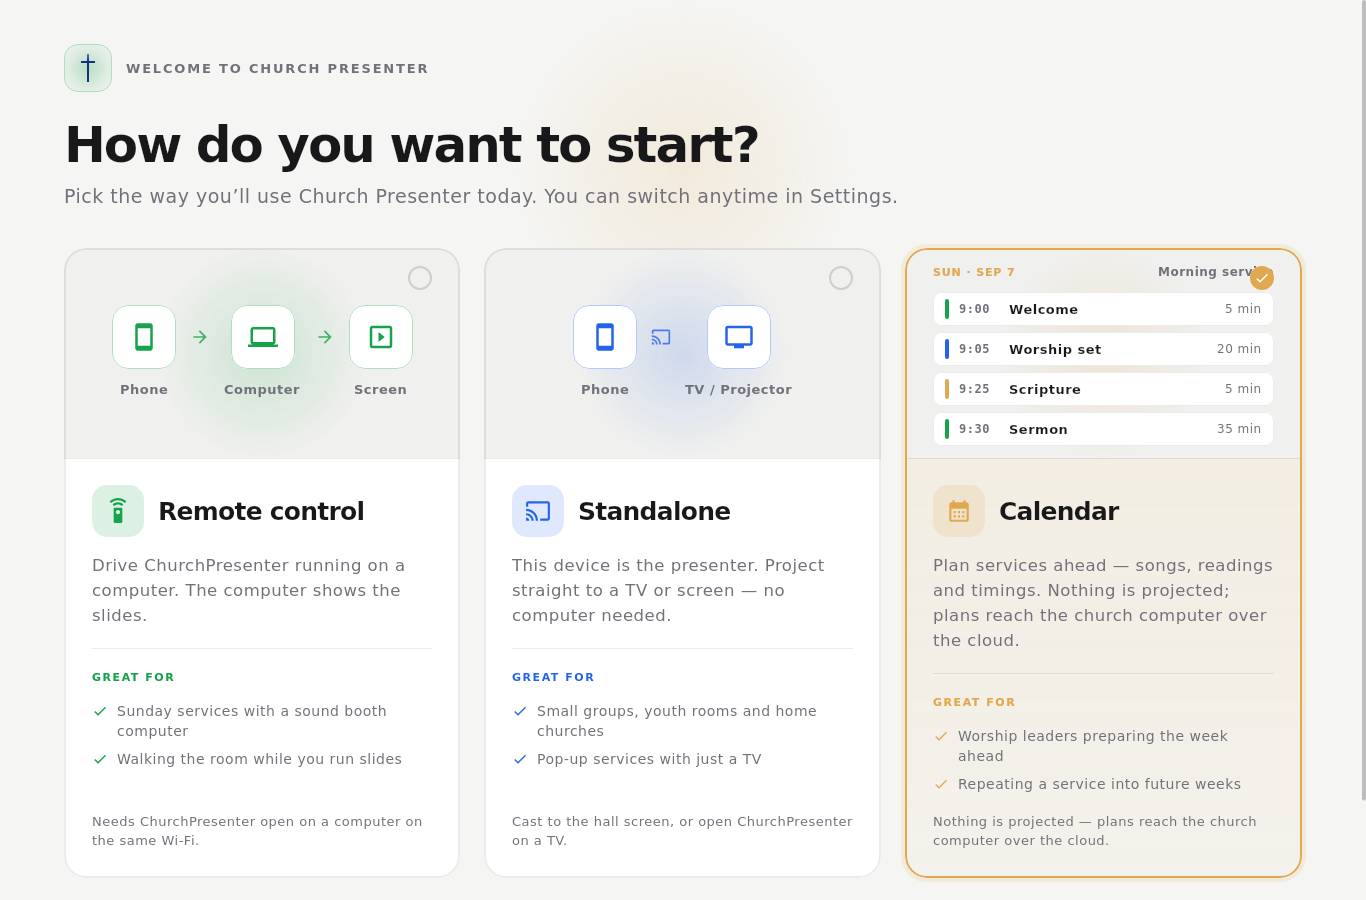 WELCOME TO CHURCH PRESENTER
How do you want to start?
Pick the way you’ll use Church Presenter today. You can switch anytime in Settings.
Phone
Computer
Screen
Remote control
Drive ChurchPresenter running on a
computer. The computer shows the
slides.
GREAT FOR
Sunday services with a sound booth
computer
Walking the room while you run slides
Needs ChurchPresenter open on a computer on
the same Wi-Fi.
Phone
TV / Projector
Standalone
This device is the presenter. Project
straight to a TV or screen — no
computer needed.
GREAT FOR
Small groups, youth rooms and home
churches
Pop-up services with just a TV
Cast to the hall screen, or open ChurchPresenter
on a TV.
SUN · SEP 7
Morning
9:00 Welcome 5 min
9:05 Worship set 20 min
9:25 Scripture 5 min
9:30 Sermon 35 min
Calendar
Plan services ahead — songs, readings
and timings. Nothing is projected;
plans reach the church computer over
the cloud.
GREAT FOR
Worship leaders preparing the week
ahead
Repeating a service into future weeks
Nothing is projected — plans reach the church
computer over the cloud.